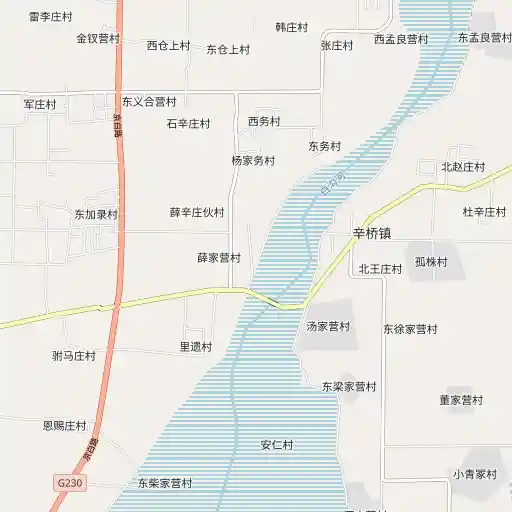 雷李庄村
韩庄村
金钗营村
西仓上村
东仓上村
张庄村
西孟良营村
东孟良营村
军庄村
东义合营村
石辛庄村
西务村
东务村
杨家务村
北赵庄村
白沟河
东加录村
薛辛庄伙村
杜辛庄村
辛桥镇
薛家营村
孤株村
北王庄村
汤家营村
东徐家营村
里遗村
驸马庄村
东梁家营村
董家营村
恩赐庄村
安仁村
小青冢村
G230
东柴家营村